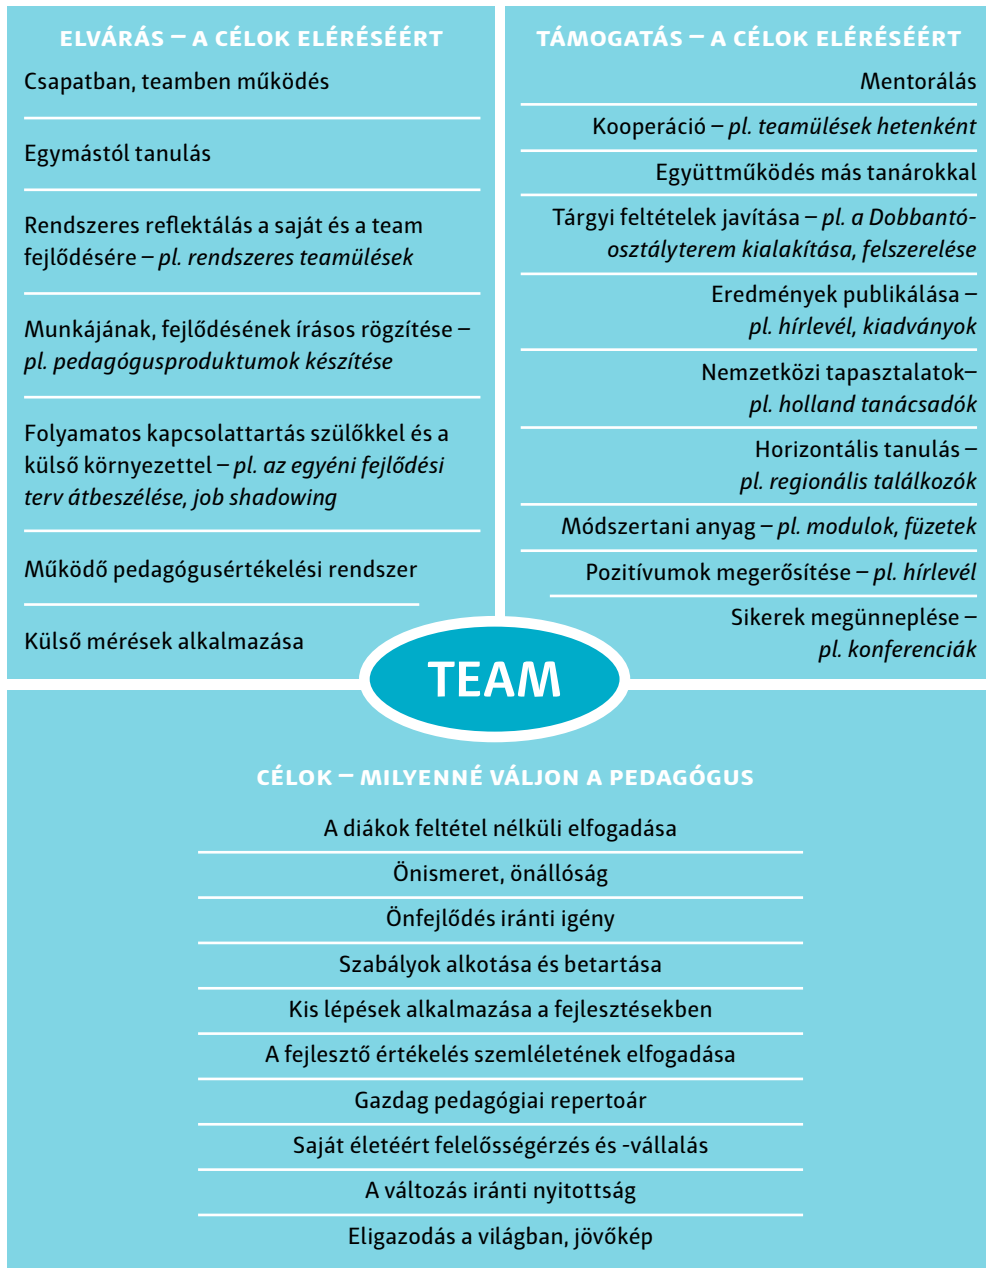 ELVÁRÁS – A CÉLOK ELÉRÉSÉÉRT
Csapatban, teamben működés
Egymástól tanulás
Rendszeres reflektálás a saját és a team
fejlődésére – pl. rendszeres teamülések
Munkájának, fejlődésének írásos rögzítése –
pl. pedagógusproduktumok készítése
Folyamatos kapcsolattartás szülőkkel és a
külső környezettel – pl. az egyéni fejlődési
terv átbeszélése, job shadowing
Működő pedagógusértékelési rendszer
Külső mérések alkalmazása
TÁMOGATÁS – A CÉLOK ELÉRÉSÉÉRT
Mentorálás
Kooperáció – pl. teamülések hetenként
Együttműködés más tanárokkal
Tárgyi feltételek javítása – pl. a Dobbantó-
osztályterem kialakítása, felszerelése
Eredmények publikálása –
pl. hírlevél, kiadványok
Nemzetközi tapasztalatok–
pl. holland tanácsadók
Horizontális tanulás –
pl. regionális találkozók
Módszertani anyag – pl. modulok, füzetek
Pozitívumok megerősítése – pl. hírlevél
Sikerek megünneplése –
pl. konferenciák
TEAM
CÉLOK – MILYENNÉ VÁLJON A PEDAGÓGUS
A diákok feltétel nélküli elfogadása
Önismeret, önállóság
Önfejlődés iránti igény
Szabályok alkotása és betartása
Kis lépések alkalmazása a fejlesztésekben
A fejlesztő értékelés szemléletének elfogadása
Gazdag pedagógiai repertoár
Saját életéért felelősségérzés és -vállalás
A változás iránti nyitottság
Eligazodás a világban, jövőkép